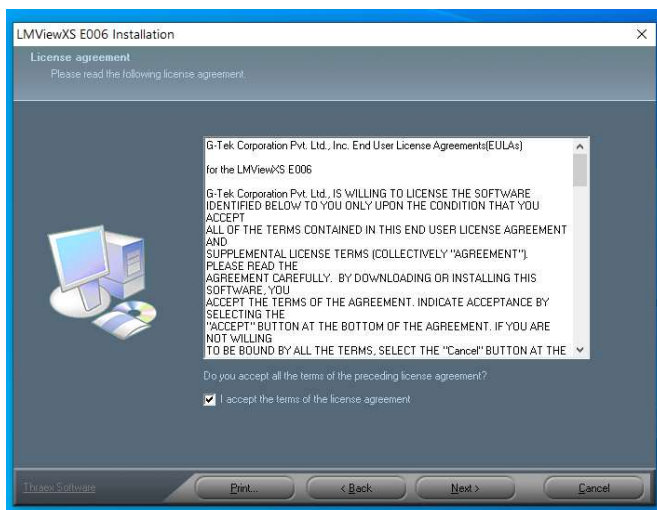 LMViewXS E006 Installation
License agreement
Please read the following license agreement.
G-Tek Corporation Pvt. Ltd., Inc. End User License Agreements(EULAs)
for the LMViewXS E006
G-Tek Corporation Pvt. Ltd., IS WILLING TO LICENSE THE SOFTWARE
IDENTIFIED BELOW TO YOU ONLY UPON THE CONDITION THAT YOU
ACCEPT
ALL OF THE TERMS CONTAINED IN THIS END USER LICENSE AGREEMENT
AND
SUPPLEMENTAL LICENSE TERMS (COLLECTIVELY "AGREEMENT").
PLEASE READ THE
AGREEMENT CAREFULLY. BY DOWNLOADING OR INSTALLING THIS
SOFTWARE, YOU
ACCEPT THE TERMS OF THE AGREEMENT. INDICATE ACCEPTANCE BY
SELECTING THE
"ACCEPT" BUTTON AT THE BOTTOM OF THE AGREEMENT. IF YOU ARE
NOT WILLING
TO BE BOUND BY ALL THE TERMS, SELECT THE "Cancel" BUTTON AT THE
Do you accept all the terms of the preceding license agreement?
I accept the terms of the license agreement
Thraex Software
Print...
< Back
Next >
Cancel